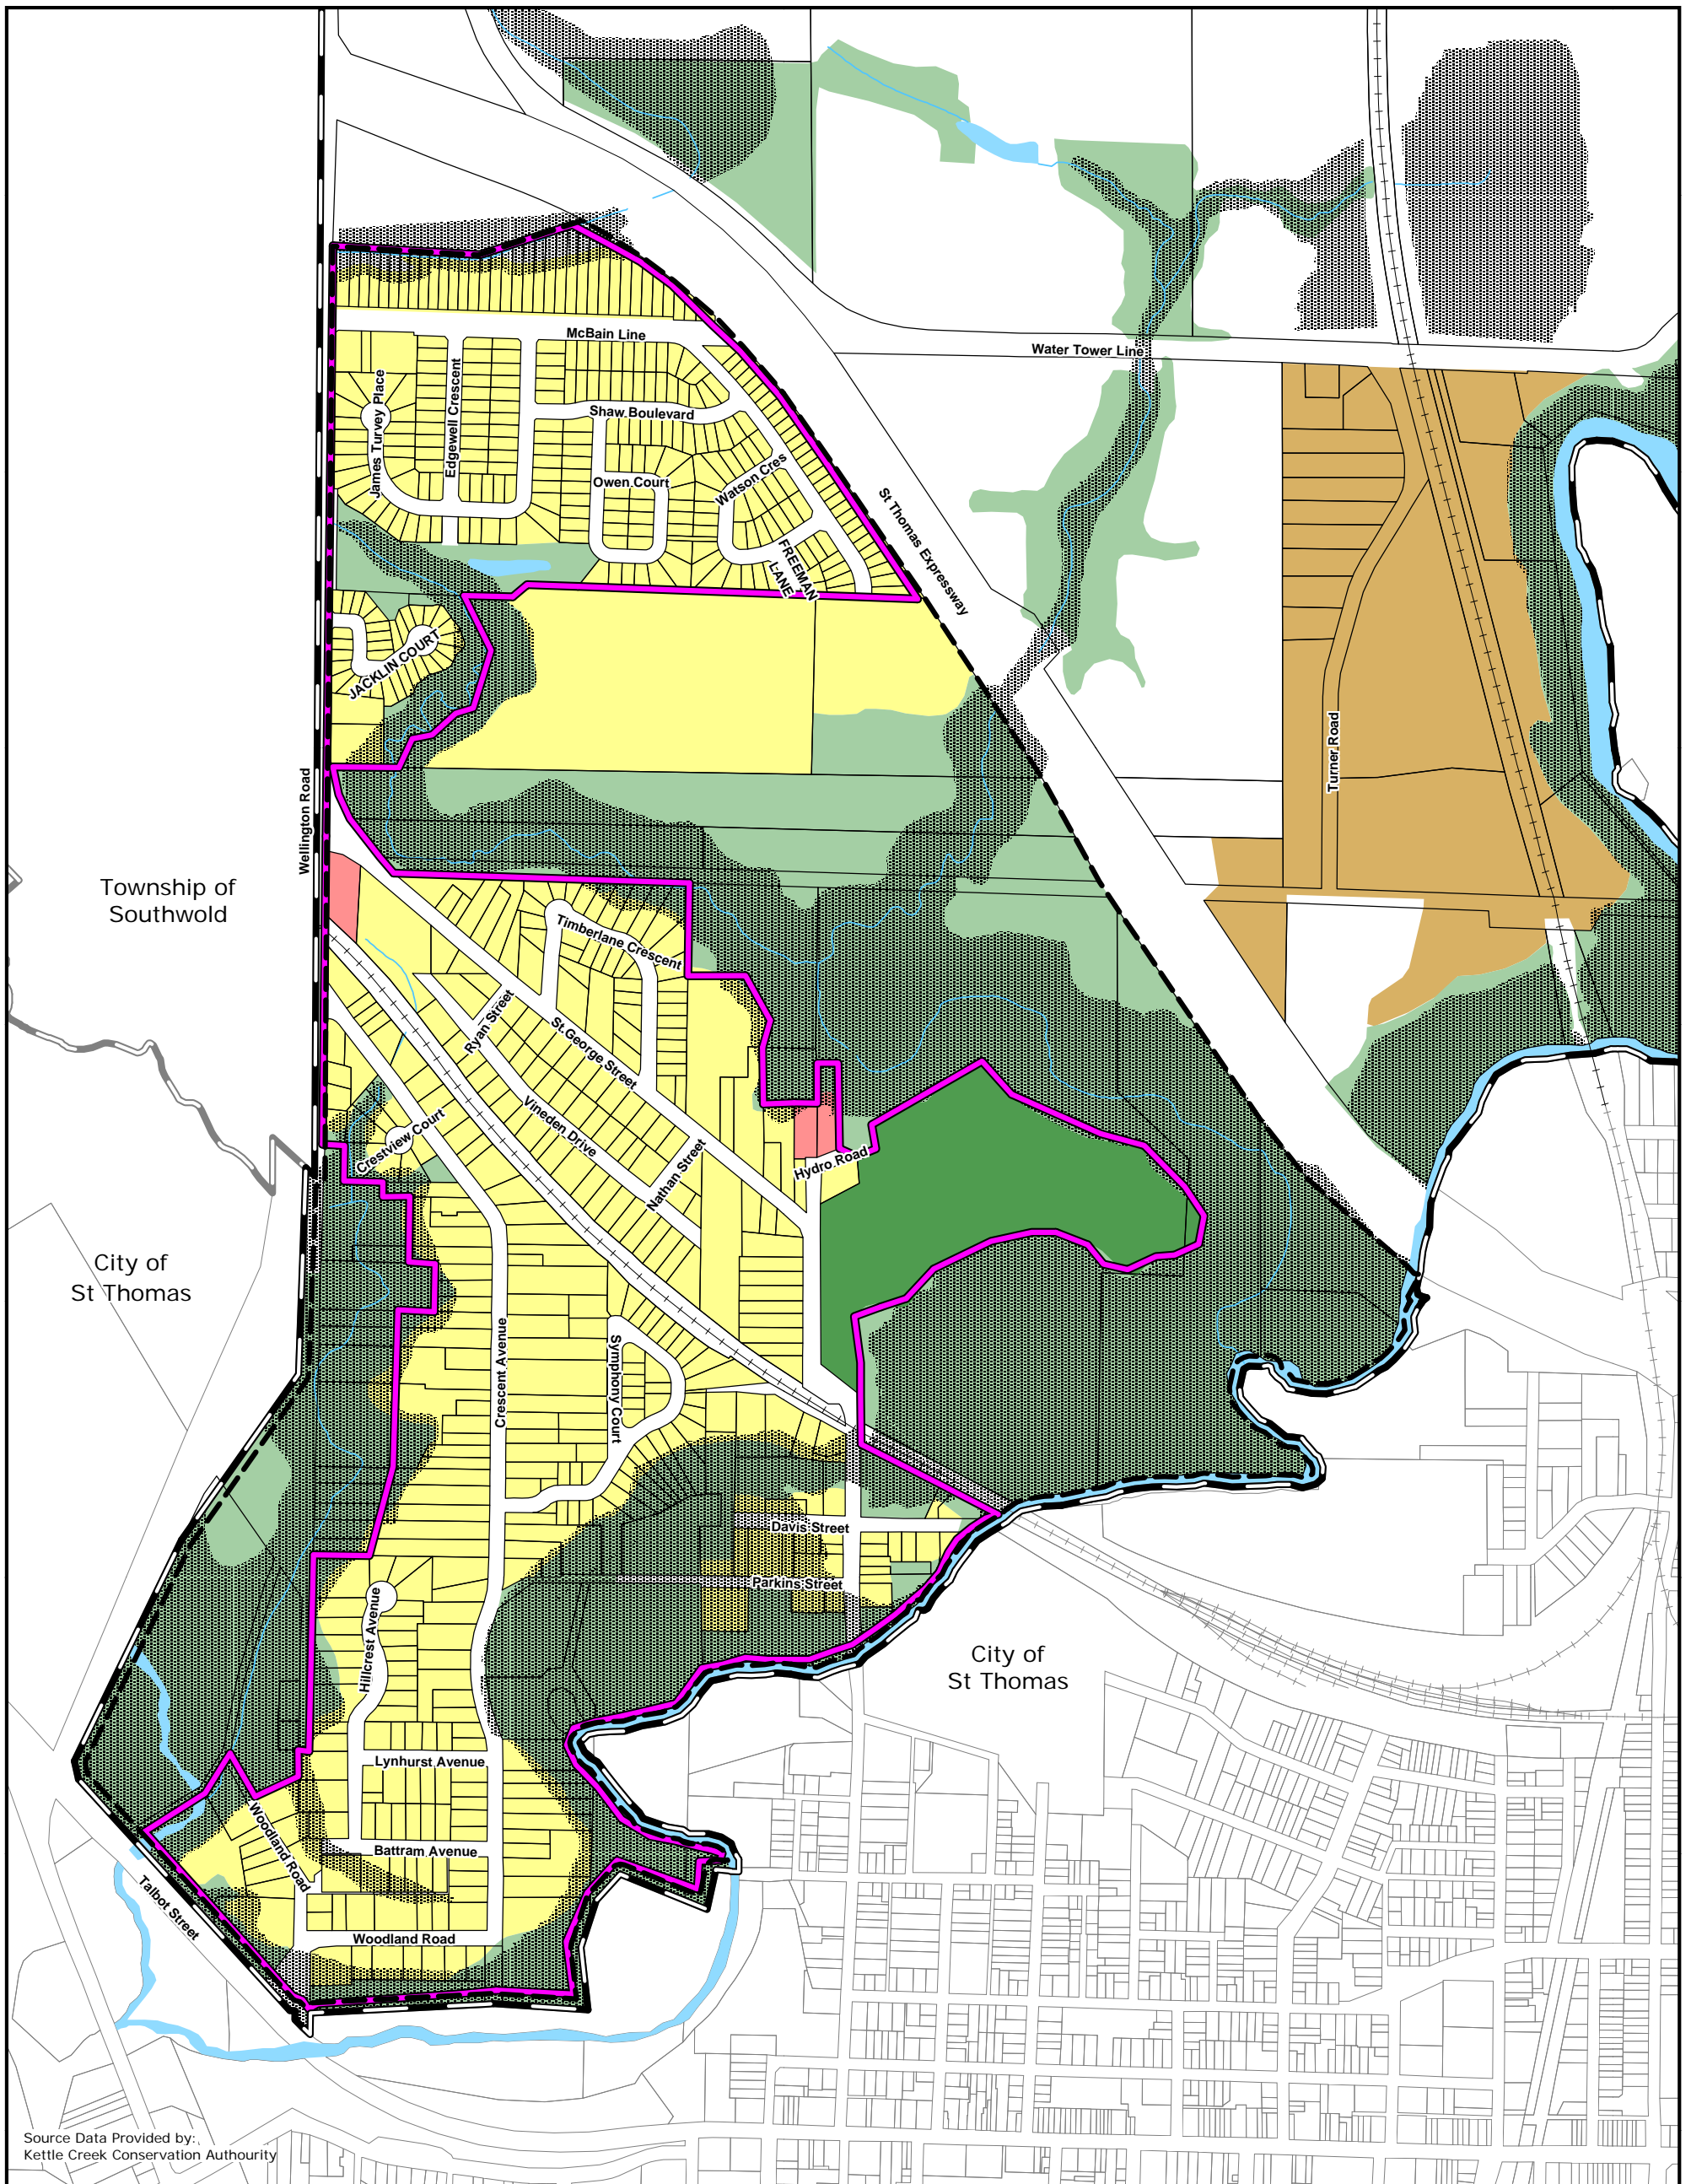 McBain Line
Water Tower Line
James Turvey Place
Edgewell Crescent
Shaw Boulevard
Owen Court
Watson Cres
St Thomas Expressway
FREEMAN
LANE
JACKLIN COURT
Turner Road
Wellington Road
Township of
Southwold
Timberlane Crescent
Ryan Street
St.George Street
Vineden Drive
Crestview Court
Nathan Street
Hydro Road
City of
St Thomas
Crescent Avenue
Symphony Court
Davis Street
Parkins Street
Hillcrest Avenue
City of
St Thomas
Lynhurst Avenue
Woodland Road
Battram Avenue
Talbot Street
Woodland Road
Source Data Provided by:
Kettle Creek Conservation Authourity